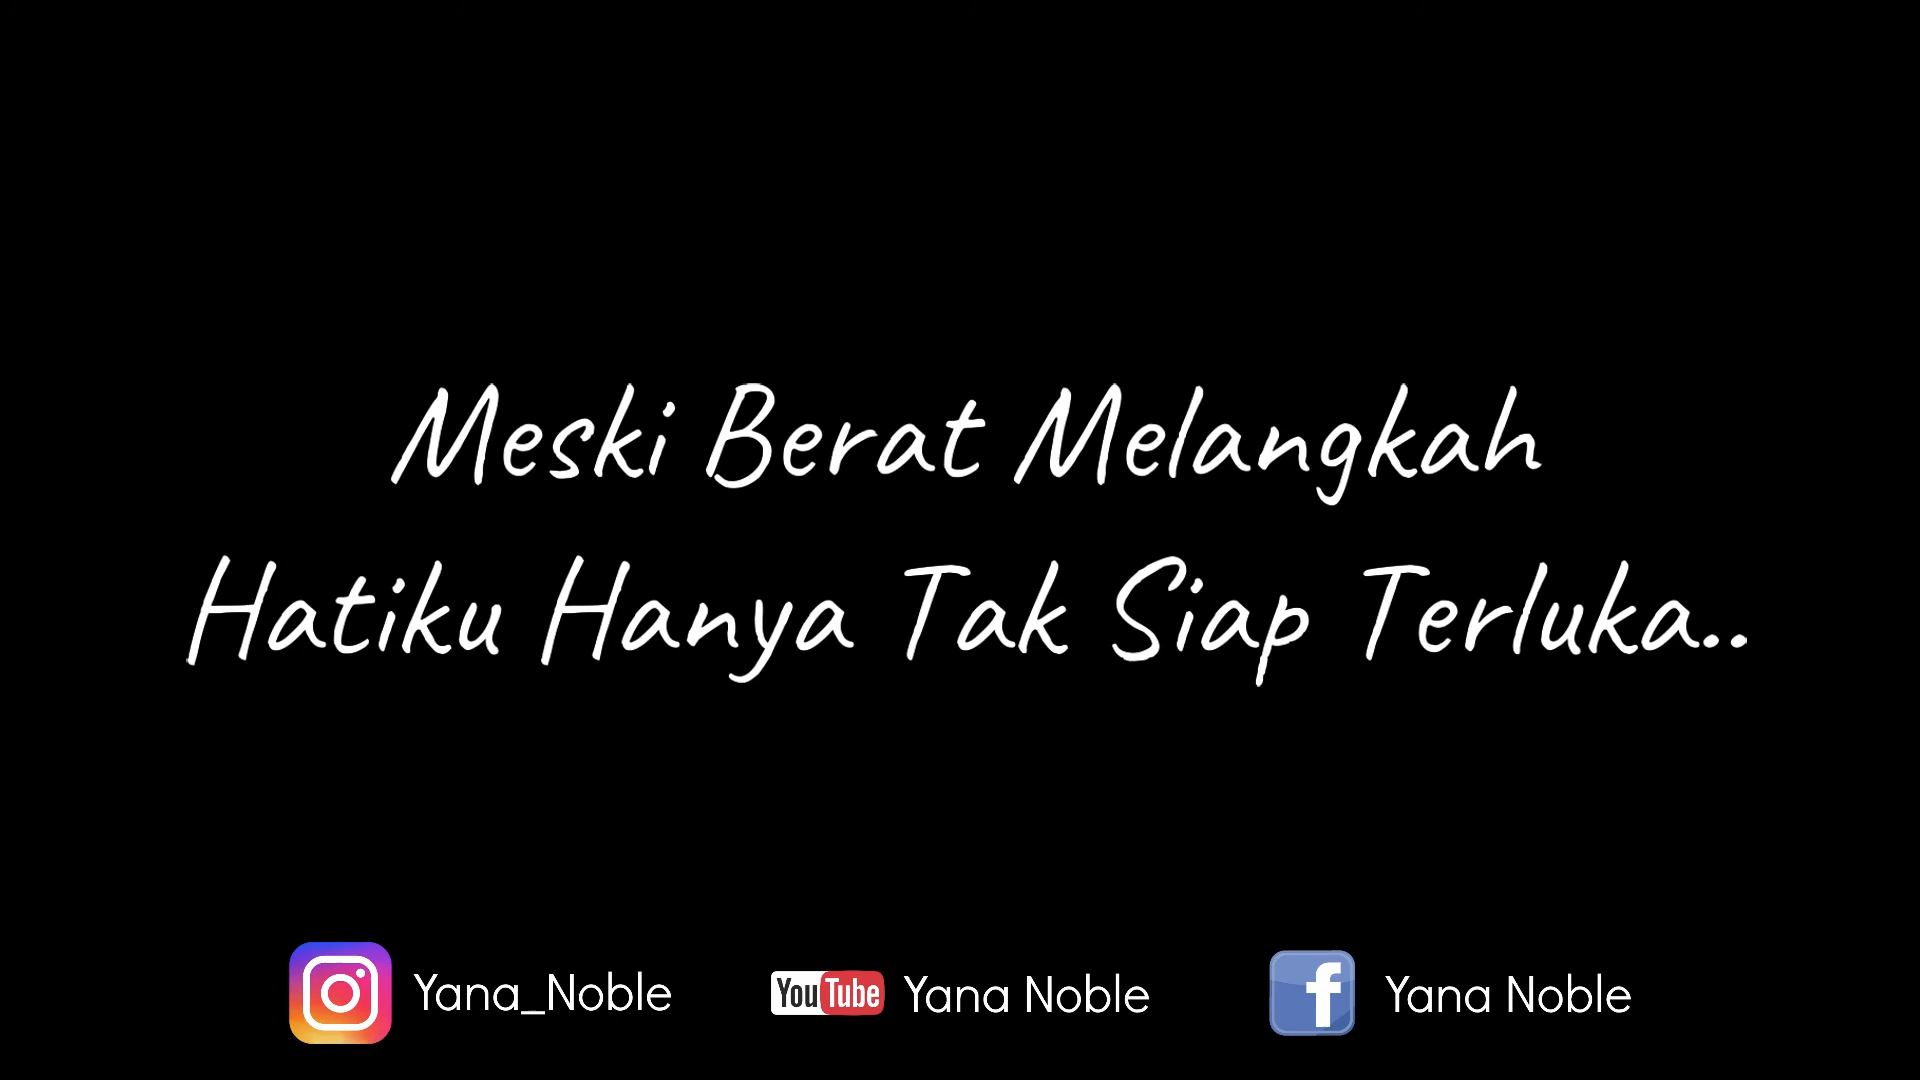 Meski Berat Melangkah
Hatiku Hanya Tak Siap Terluka..
Yana_Noble YouTube Yana Noble f Yana Noble